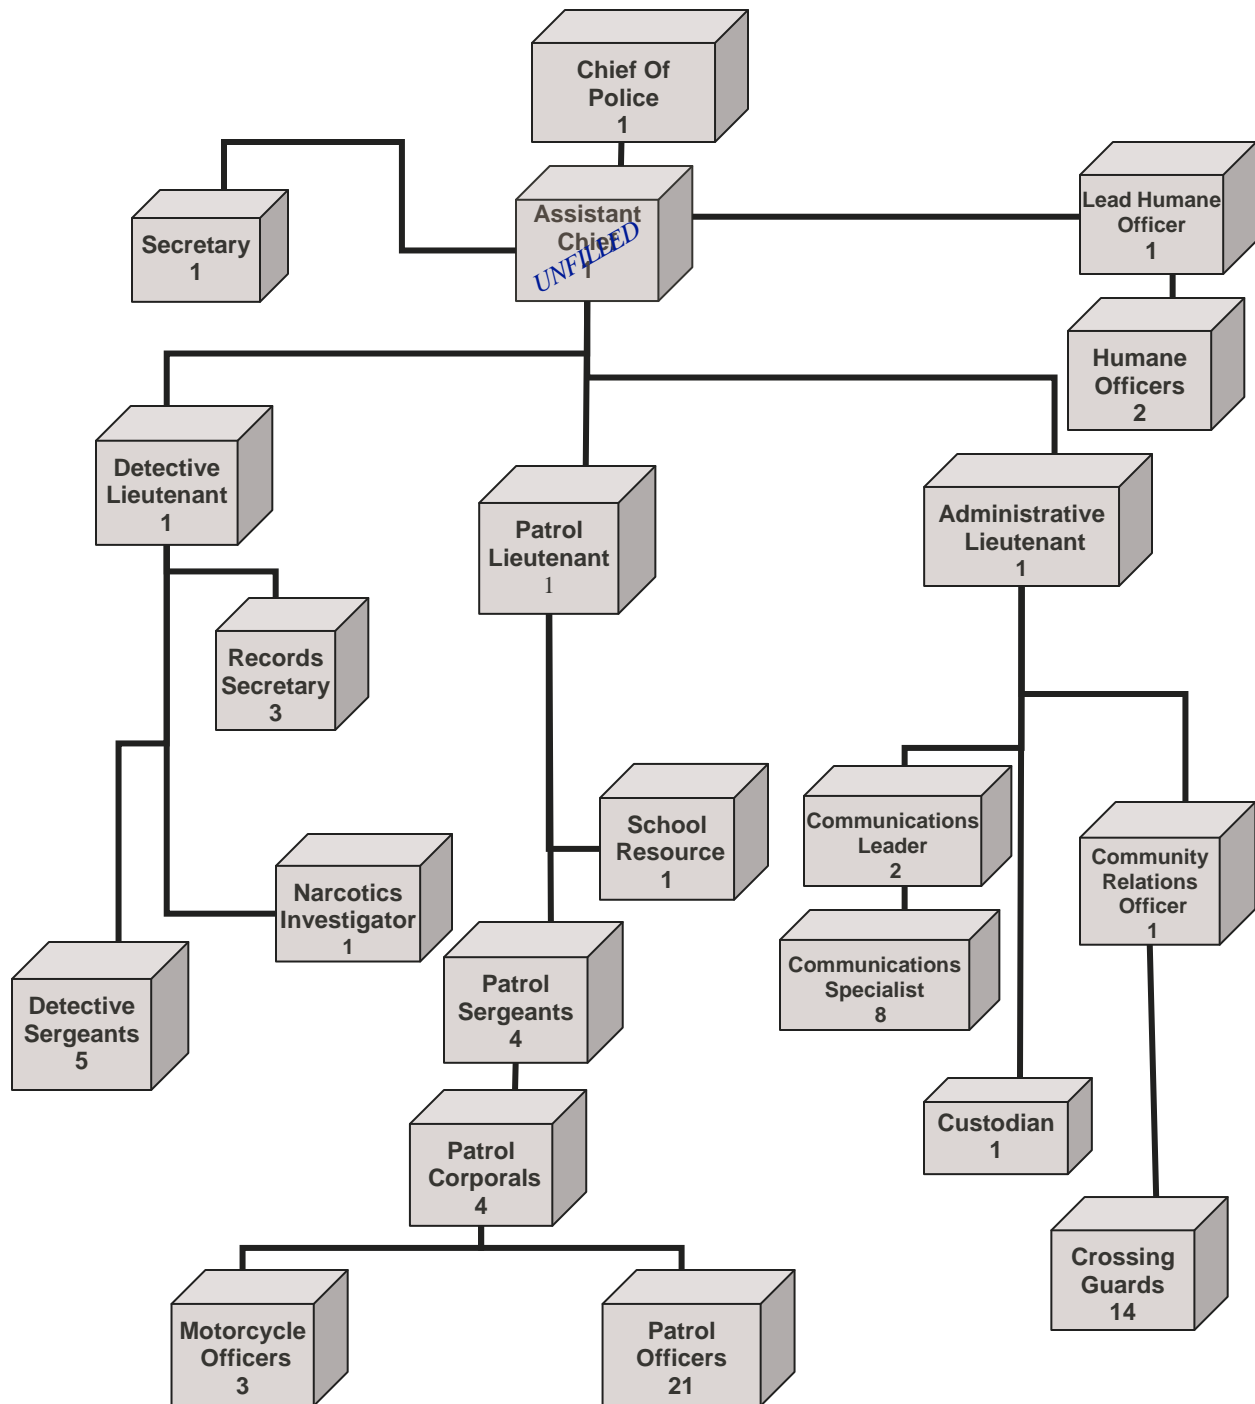 Chief Of
Police
1
Assistant
Chief
1
UNFILLED
Secretary
1
Lead Humane
Officer
1
Humane
Officers
2
Detective
Lieutenant
1
Patrol
Lieutenant
1
Administrative
Lieutenant
1
Records
Secretary
3
School
Resource
1
Communications
Leader
2
Community
Relations
Officer
1
Narcotics
Investigator
1
Detective
Sergeants
5
Patrol
Sergeants
4
Communications
Specialist
8
Custodian
1
Patrol
Corporals
4
Crossing
Guards
14
Motorcycle
Officers
3
Patrol
Officers
21